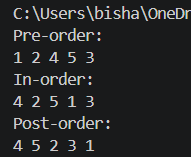 C:\Users\bisha\OneDr
Pre-order:
1 2 4 5 3
In-order:
4 2 5 1 3
Post-order:
4 5 2 3 1